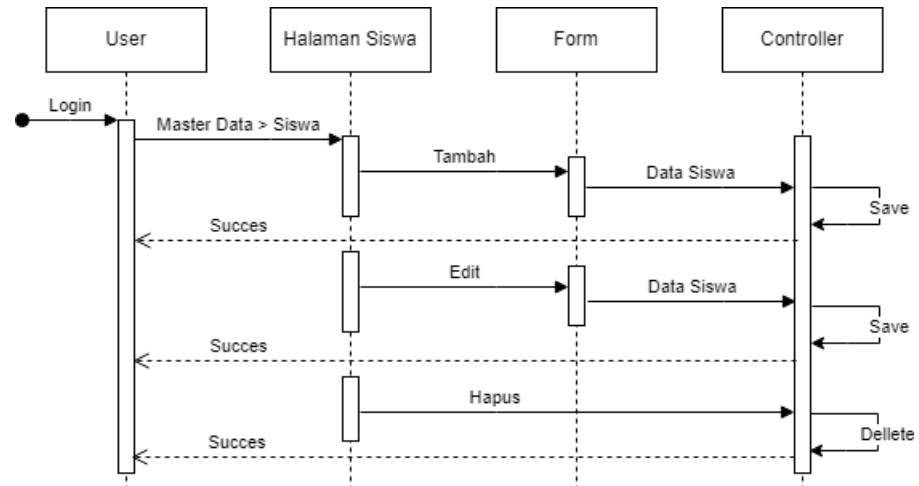 User
Halaman Siswa
Form
Controller
Login
Master Data > Siswa
Tambah
Data Siswa
Save
Succes
Edit
Data Siswa
Save
Succes
Hapus
Dellete
Succes